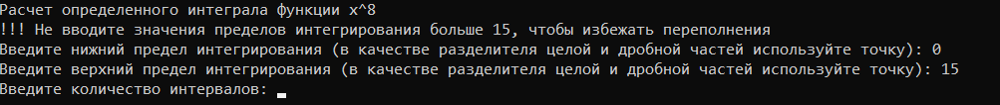 Расчет определенного интеграла функции x^8
!!! Не вводите значения пределов интегрирования больше 15, чтобы избежать переполнения
Введите нижний предел интегрирования (в качестве разделителя целой и дробной частей используйте точку): 0
Введите верхний предел интегрирования (в качестве разделителя целой и дробной частей используйте точку): 15
Введите количество интервалов: